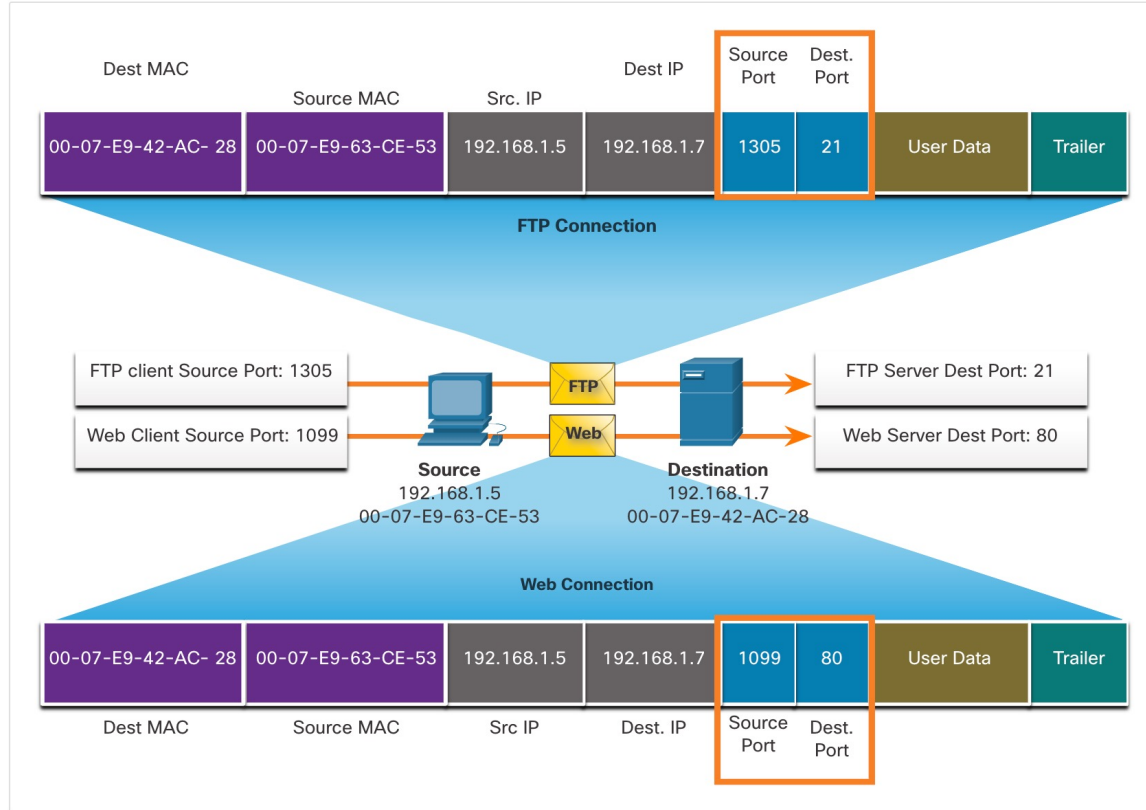 Dest MAC
Source MAC
Src. IP
Dest IP
Source
Port
Dest.
Port
00-07-E9-42-AC- 28
00-07-E9-63-CE-53
192.168.1.5
192.168.1.7
1305
21
User Data
Trailer
FTP Connection
FTP client Source Port: 1305
FTP
FTP Server Dest Port: 21
Web Client Source Port: 1099
Web
Web Server Dest Port: 80
Source
192.168.1.5
00-07-E9-63-CE-53
Destination
192.168.1.7
00-07-E9-42-AC-28
Web Connection
00-07-E9-42-AC- 28
00-07-E9-63-CE-53
192.168.1.5
192.168.1.7
1099
80
User Data
Trailer
Dest MAC
Source MAC
Src IP
Dest. IP
Source
Port
Dest.
Port